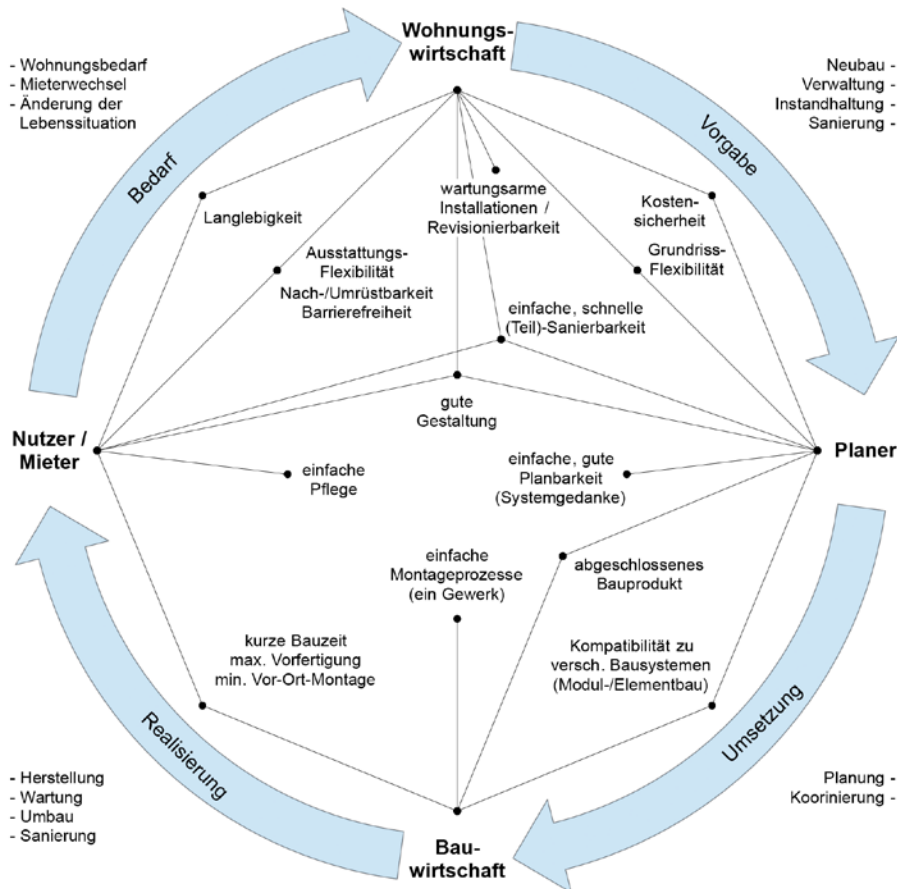 Wohnungs-
wirtschaft
- Wohnungsbedarf
- Mieterwechsel
- Änderung der
Lebenssituation
Neubau -
Verwaltung -
Instandhaltung -
Sanierung -
Bedarf
Vorgabe
Langlebigkeit
wartungsarme
Installationen /
Revisionierbarkeit
Kosten-
sicherheit
Ausstattungs-
Flexibilität
Nach-/Umrüstbarkeit
Barrierefreiheit
Grundriss-
Flexibilität
einfache, schnelle
(Teil)-Sanierbarkeit
gute
Gestaltung
Nutzer /
Mieter
Planer
einfache
Pflege
einfache, gute
Planbarkeit
(Systemgedanke)
einfache
Montageprozesse
(ein Gewerk)
abgeschlossenes
Bauprodukt
kurze Bauzeit
max. Vorfertigung
min. Vor-Ort-Montage
Kompatibilität zu
versch. Bausystemen
(Modul-/Elementbau)
Realisierung
Umsetzung
- Herstellung
- Wartung
- Umbau
- Sanierung
Planung -
Koorinierung -
Bau-
wirtschaft